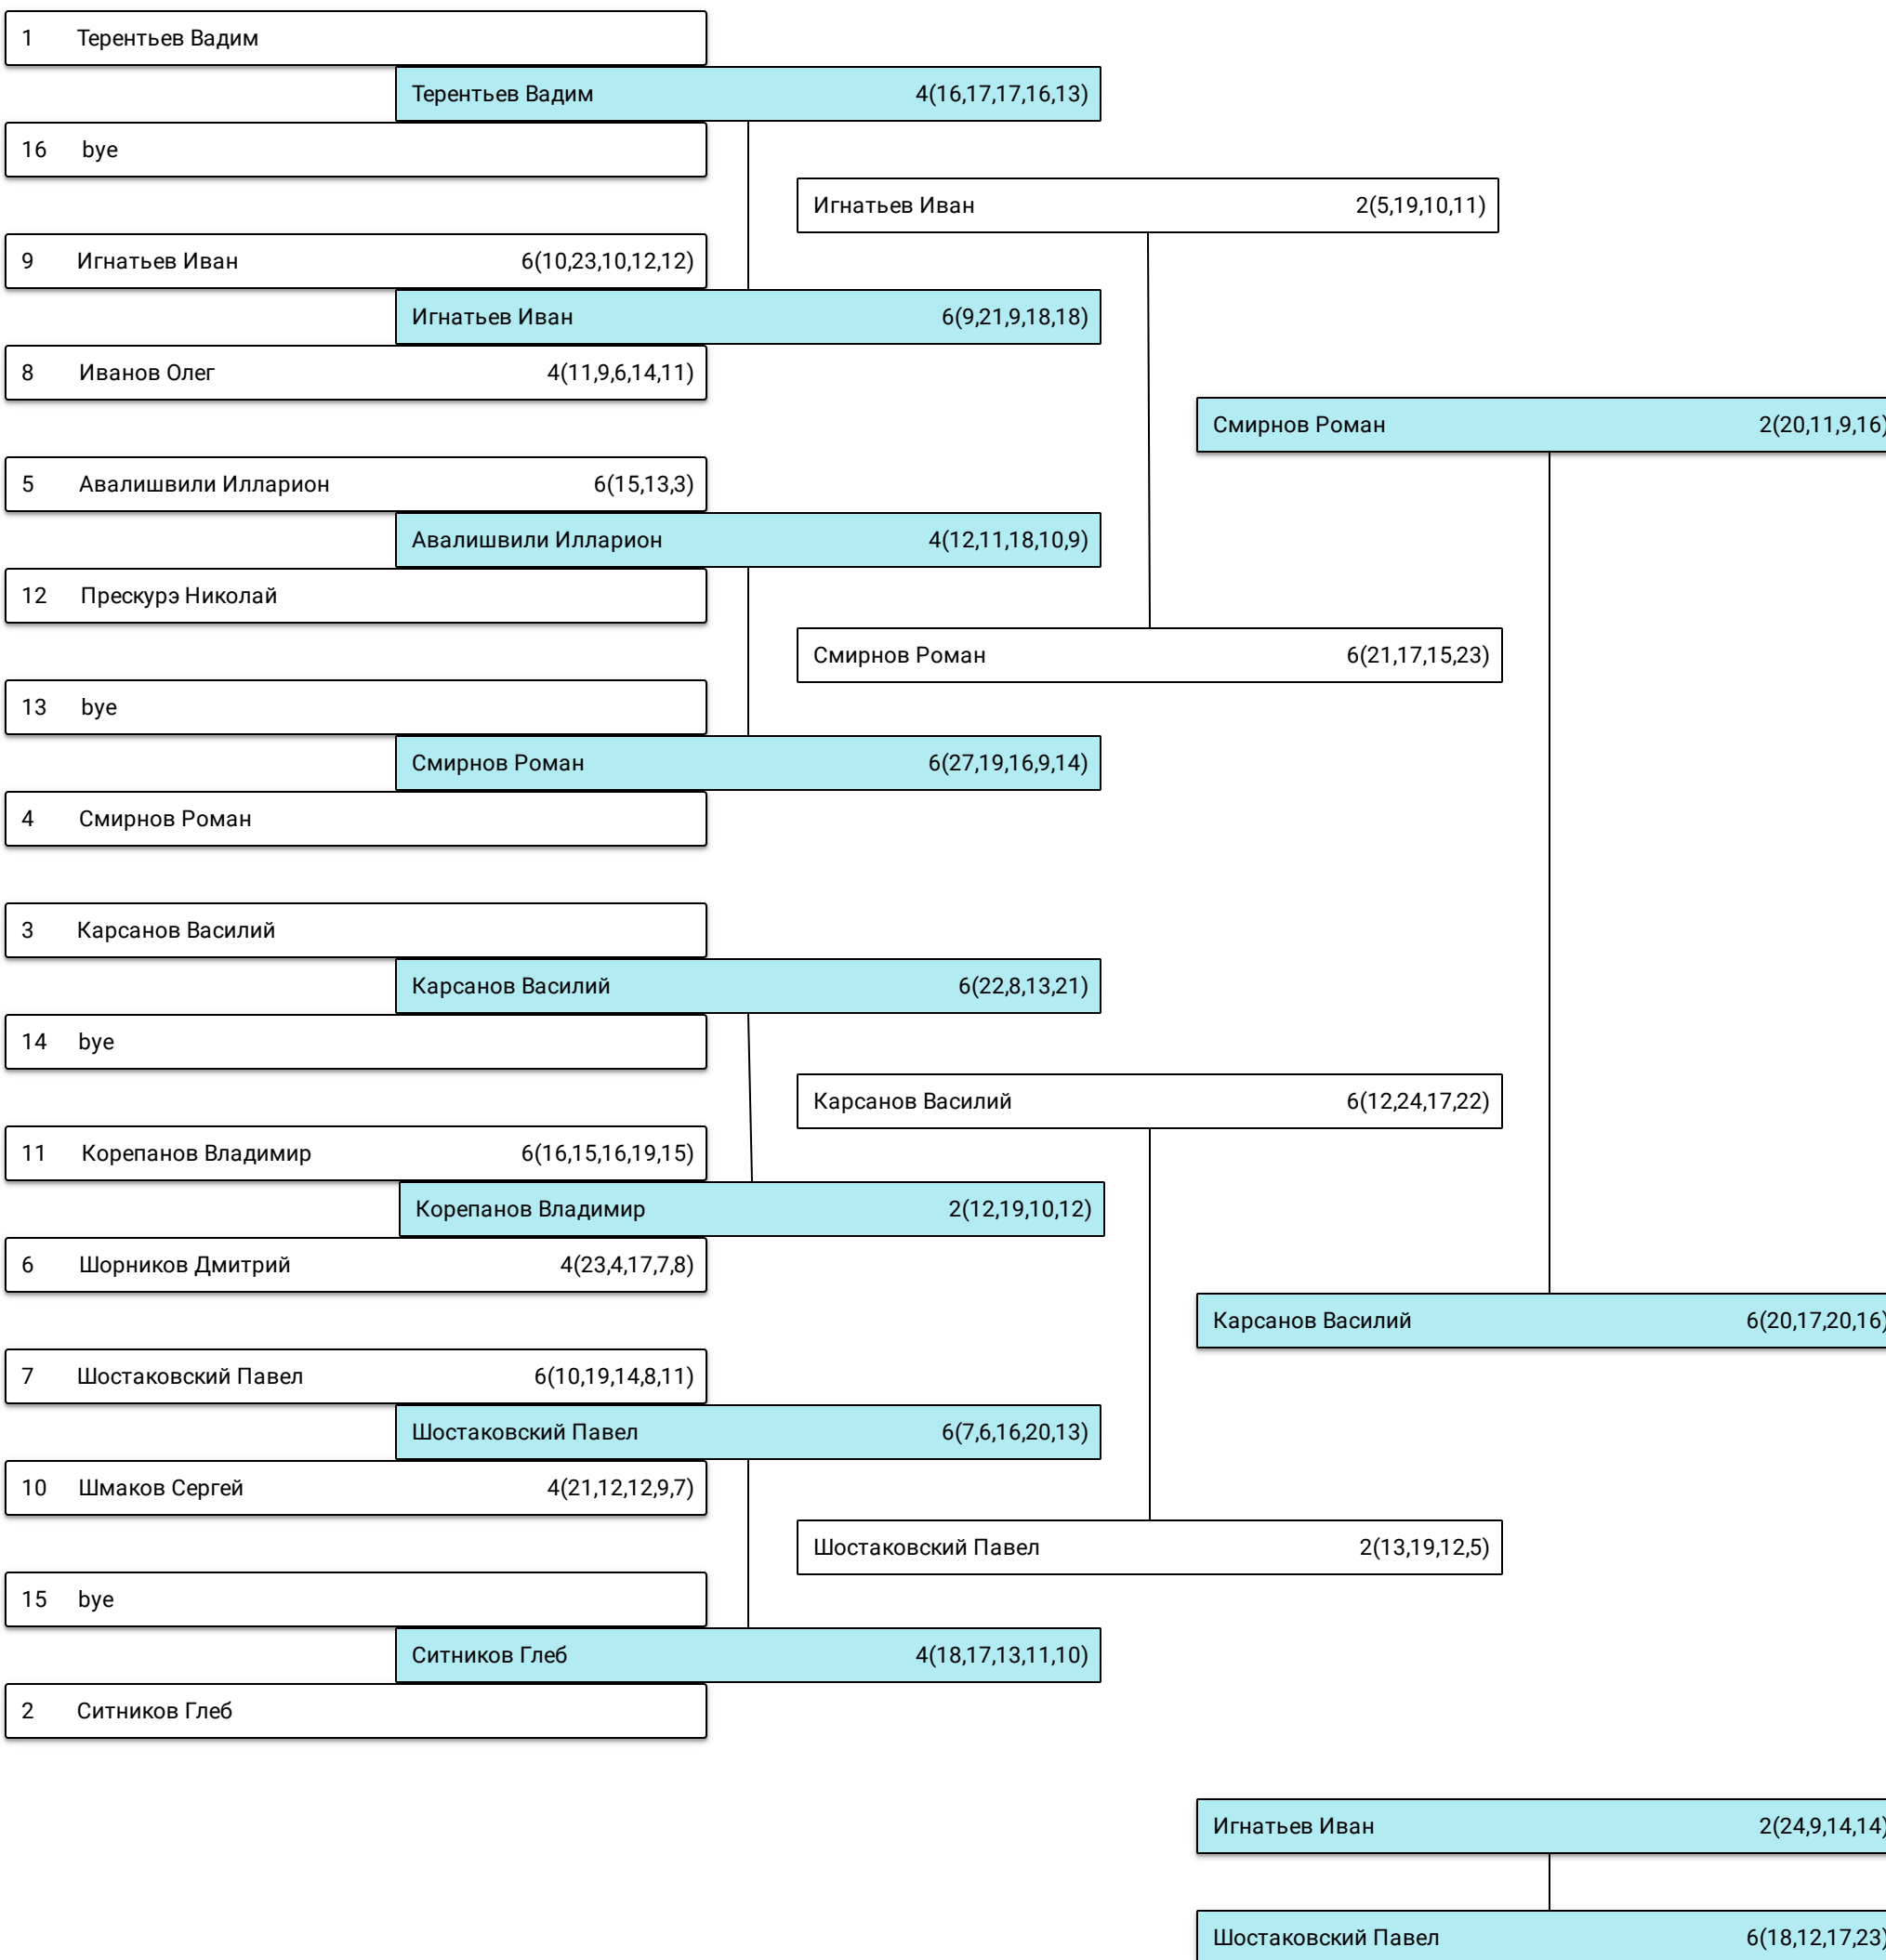 1 Терентьев Вадим
Терентьев Вадим 4(16,17,17,16,13)
16 bye
Игнатьев Иван 2(5,19,10,11)
9 Игнатьев Иван 6(10,23,10,12,12)
Игнатьев Иван 6(9,21,9,18,18)
8 Иванов Олег 4(11,9,6,14,11)
Смирнов Роман 2(20,11,9,16)
5 Авалишвили Илларион 6(15,13,3)
Авалишвили Илларион 4(12,11,18,10,9)
12 Прескурэ Николай
Смирнов Роман 6(21,17,15,23)
13 bye
Смирнов Роман 6(27,19,16,9,14)
4 Смирнов Роман
3 Карсанов Василий
Карсанов Василий 6(22,8,13,21)
14 bye
Карсанов Василий 6(12,24,17,22)
11 Корепанов Владимир 6(16,15,16,19,15)
Корепанов Владимир 2(12,19,10,12)
6 Шорников Дмитрий 4(23,4,17,7,8)
Карсанов Василий 6(20,17,20,16)
7 Шостаковский Павел 6(10,19,14,8,11)
Шостаковский Павел 6(7,6,16,20,13)
10 Шмаков Сергей 4(21,12,12,9,7)
Шостаковский Павел 2(13,19,12,5)
15 bye
Ситников Глеб 4(18,17,13,11,10)
2 Ситников Глеб
Игнатьев Иван 2(24,9,14,14)
Шостаковский Павел 6(18,12,17,23)